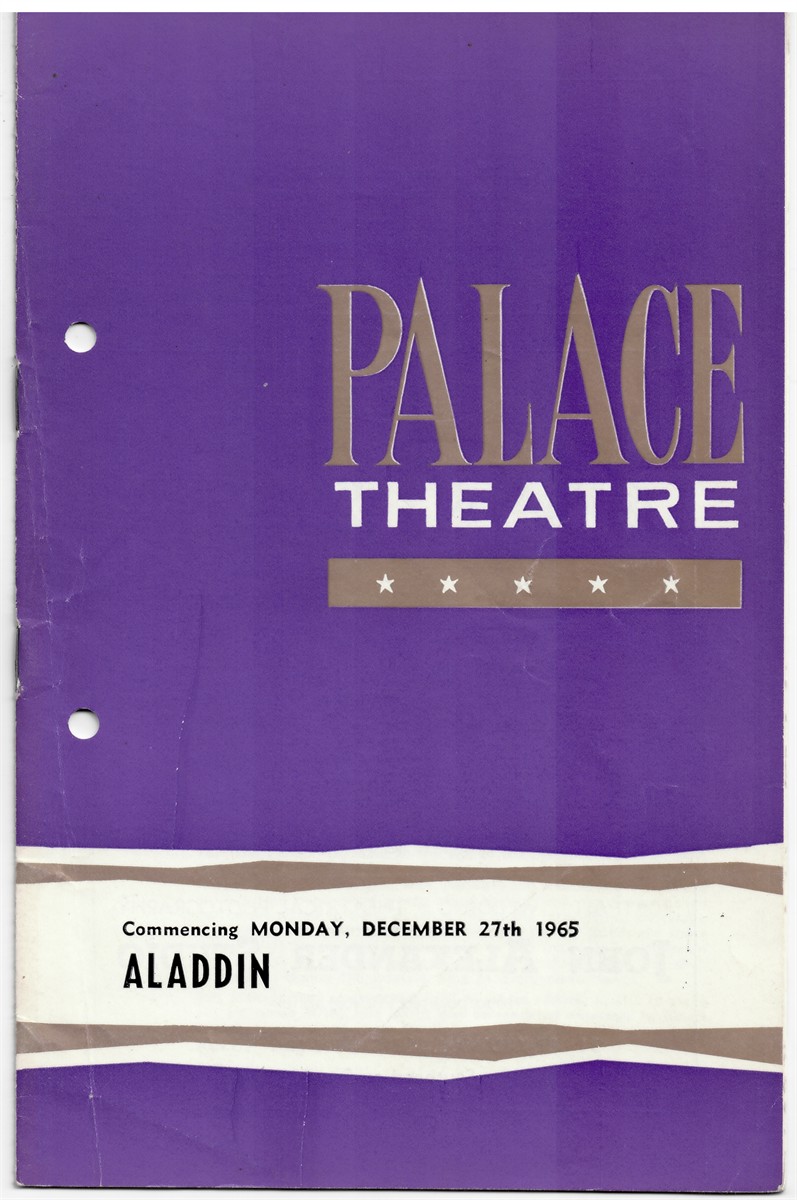 PALACE
THEATRE
Commencing MONDAY, DECEMBER 27th 1965
ALADDIN